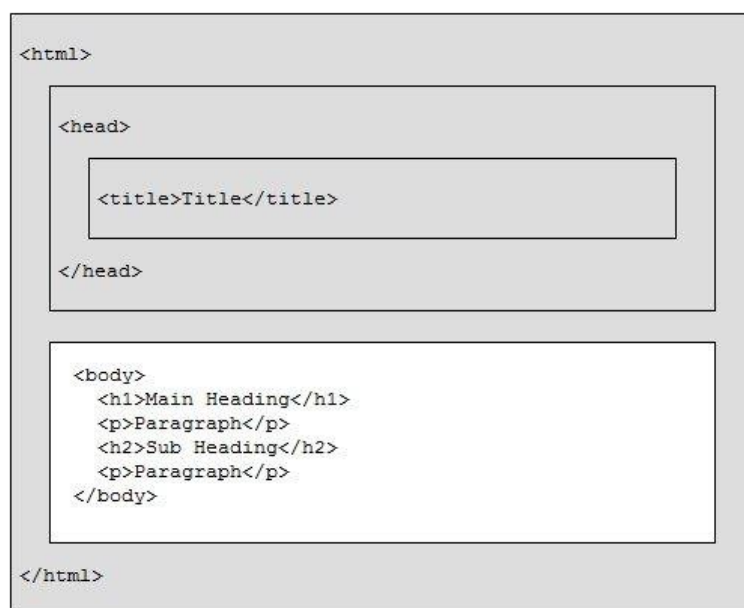 <html>
<head>
<title>Title</title>
</head>
<body>
<h1>Main Heading</h1>
<p>Paragraph</p>
<h2>Sub Heading</h2>
<p>Paragraph</p>
</body>
</html>